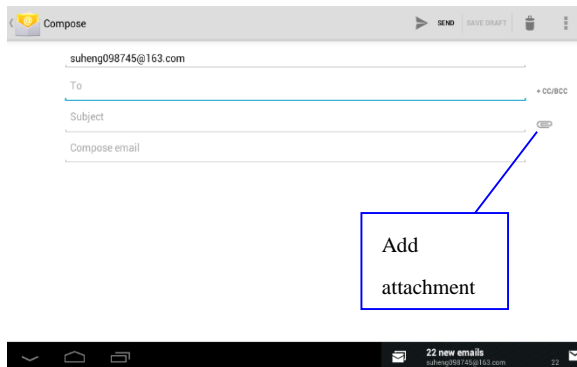 Compose
SEND SAVE DRAFT
suheng098745@163.com
To
+ CC/BCC
Subject
Compose email
Add
attachment
22 new emails
suheng098745@163.com
22